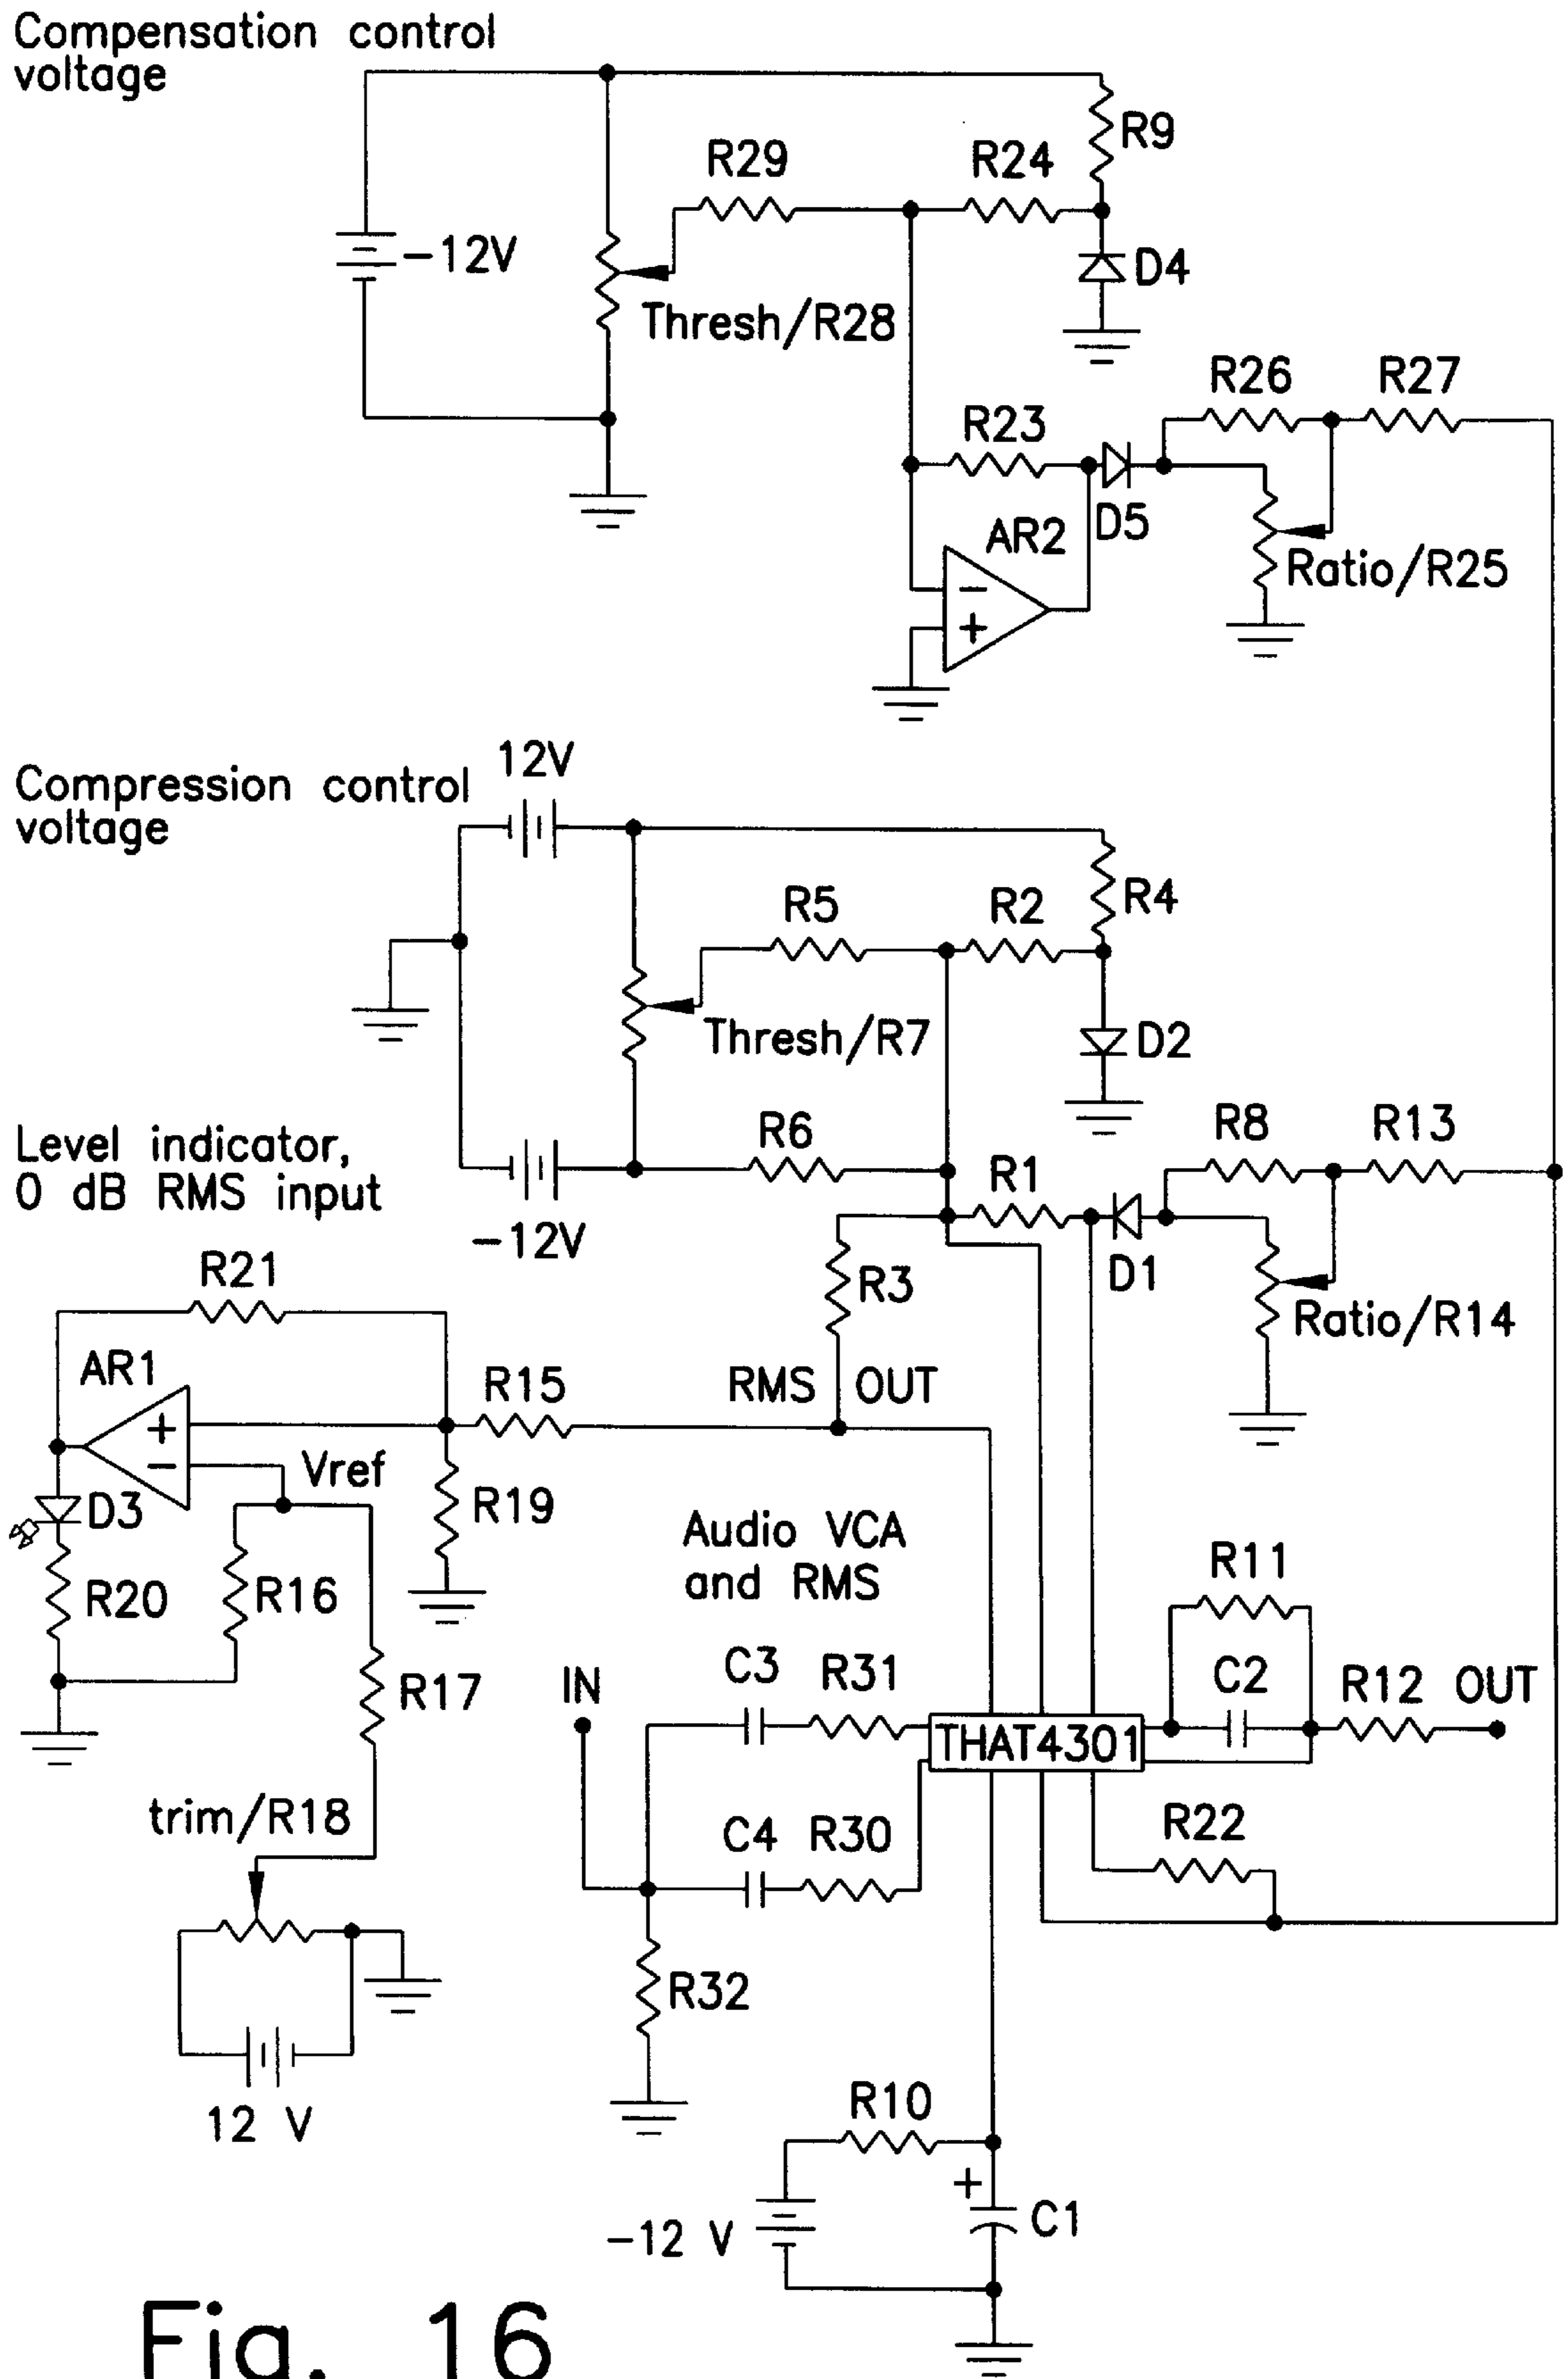 Compensation control
voltage
R9
R29
R24
-12V
D4
Thresh/R28
R26
R27
R23
D5
AR2
Ratio/R25
-
+
12V
Compression control
voltage
R4
R5
R2
Thresh/R7
D2
R6
R8
R13
Level indicator,
0 dB RMS input
R1
-12V
D1
R21
R3
Ratio/R14
AR1
R15
RMS OUT
+
-
Vref
D3
R19
Audio VCA
and RMS
R20
R16
R11
C3
R31
C2
R12
OUT
IN
R17
THAT4301
trim/R18
C4
R30
R22
R32
12 V
R10
+
C1
-12 V
Fig. 16